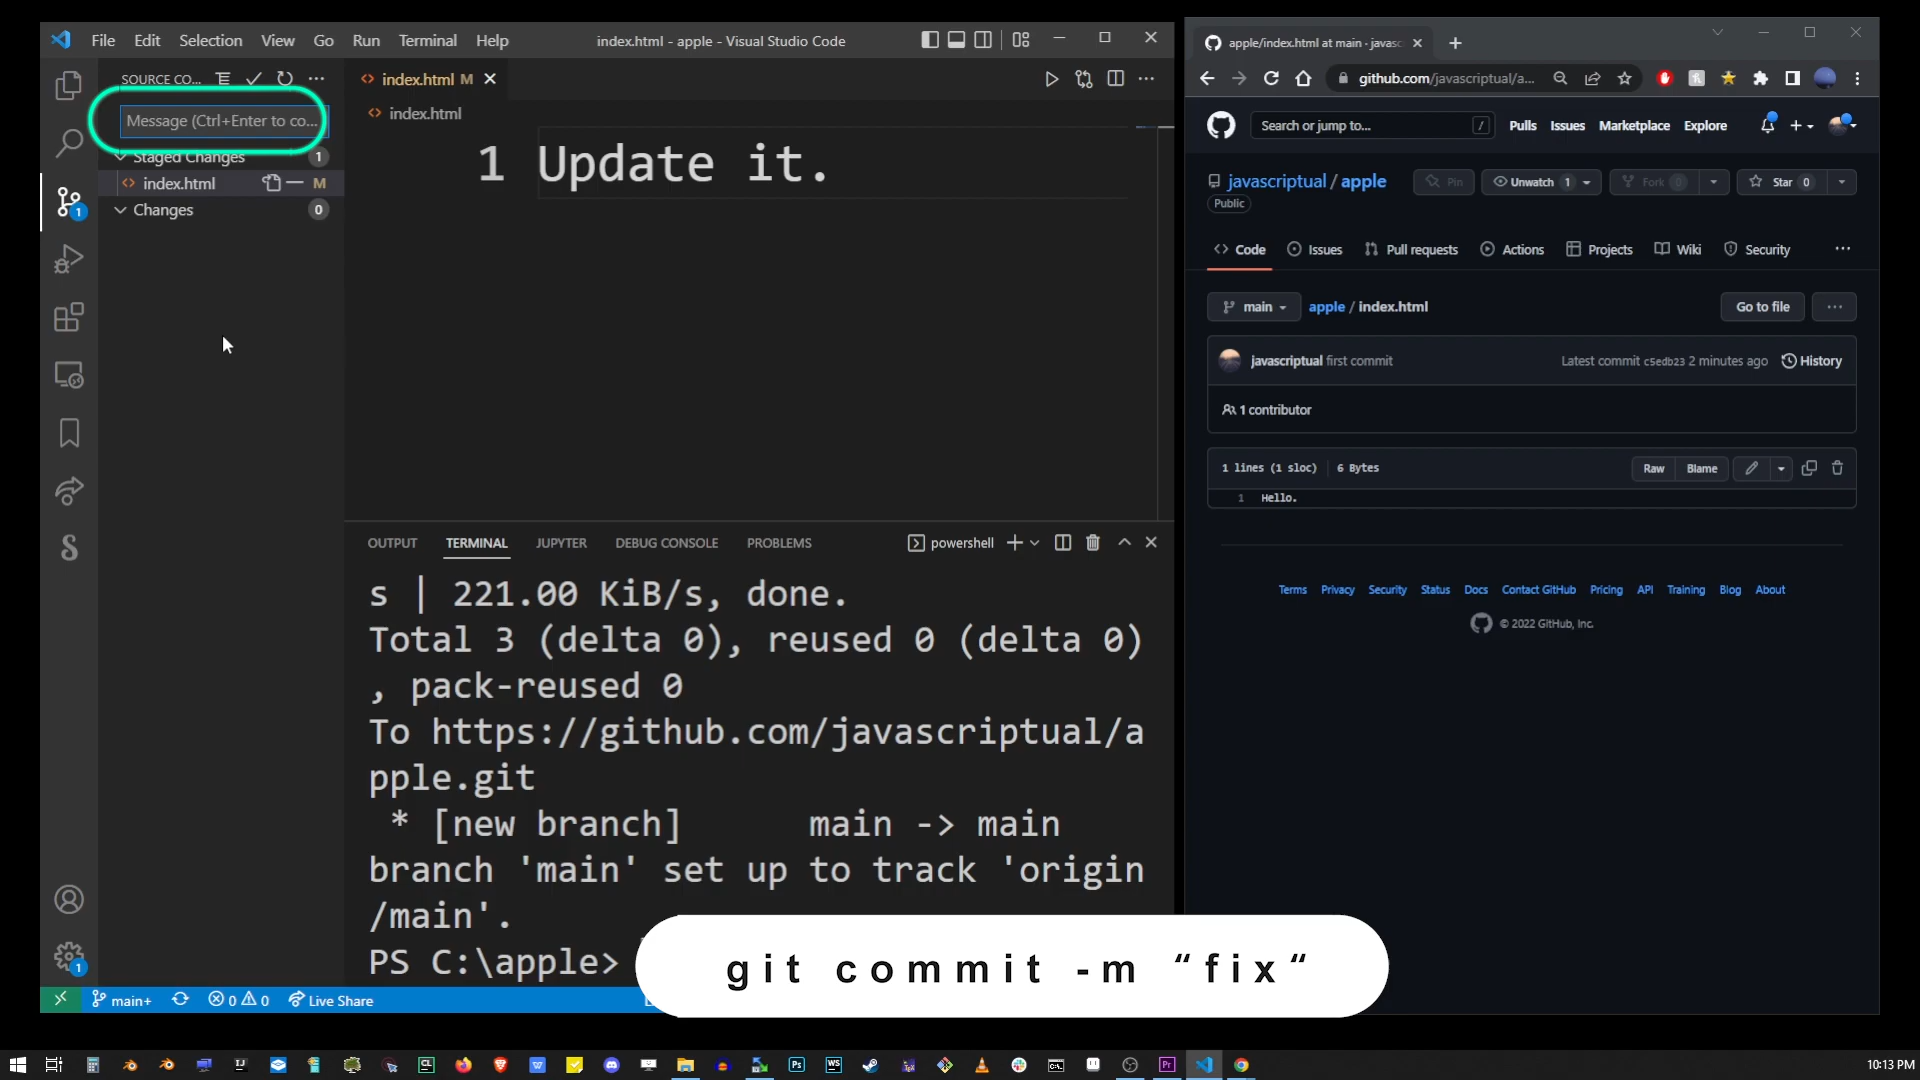 File Edit Selection View Go Run Terminal Help
index.html - apple - Visual Studio Code
SOURCE CO...
Message (Ctrl+Enter to co...
Staged Changes 1
index.html M
Changes 0
index.html M
index.html
1 Update it.
OUTPUT TERMINAL JUPYTER DEBUG CONSOLE PROBLEMS
powershell
s | 221.00 KiB/s, done.
Total 3 (delta 0), reused 0 (delta 0)
, pack-reused 0
To https://github.com/javascriptual/a
pple.git
* [new branch] main -> main
branch 'main' set up to track 'origin
/main'.
PS C:\apple>
1
1
main+ 0 0 Live Share
git commit -m “fix“
apple/index.html at main · javasc
github.com/javascriptual/a...
Search or jump to... /
Pulls Issues Marketplace Explore
javascriptual / apple
Public
Pin Unwatch 1 Fork 0 Star 0
Code Issues Pull requests Actions Projects Wiki Security
main apple / index.html Go to file
javascriptual first commit Latest commit c5edb23 2 minutes ago History
1 contributor
1 lines (1 sloc) 6 Bytes Raw Blame
1 Hello.
Terms Privacy Security Status Docs Contact GitHub Pricing API Training Blog About
© 2022 GitHub, Inc.
10:13 PM